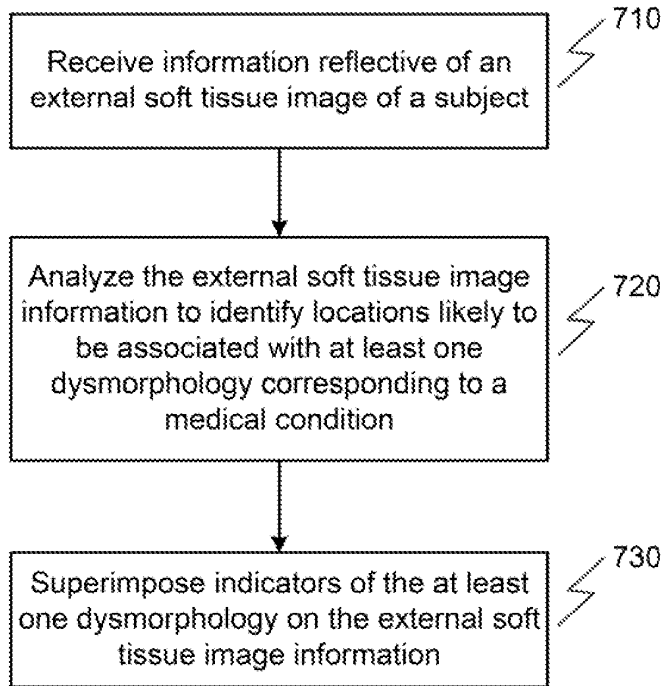 710
Receive information reflective of an
external soft tissue image of a subject
720
Analyze the external soft tissue image
information to identify locations likely to
be associated with at least one
dysmorphology corresponding to a
medical condition
730
Superimpose indicators of the at least
one dysmorphology on the external soft
tissue image information